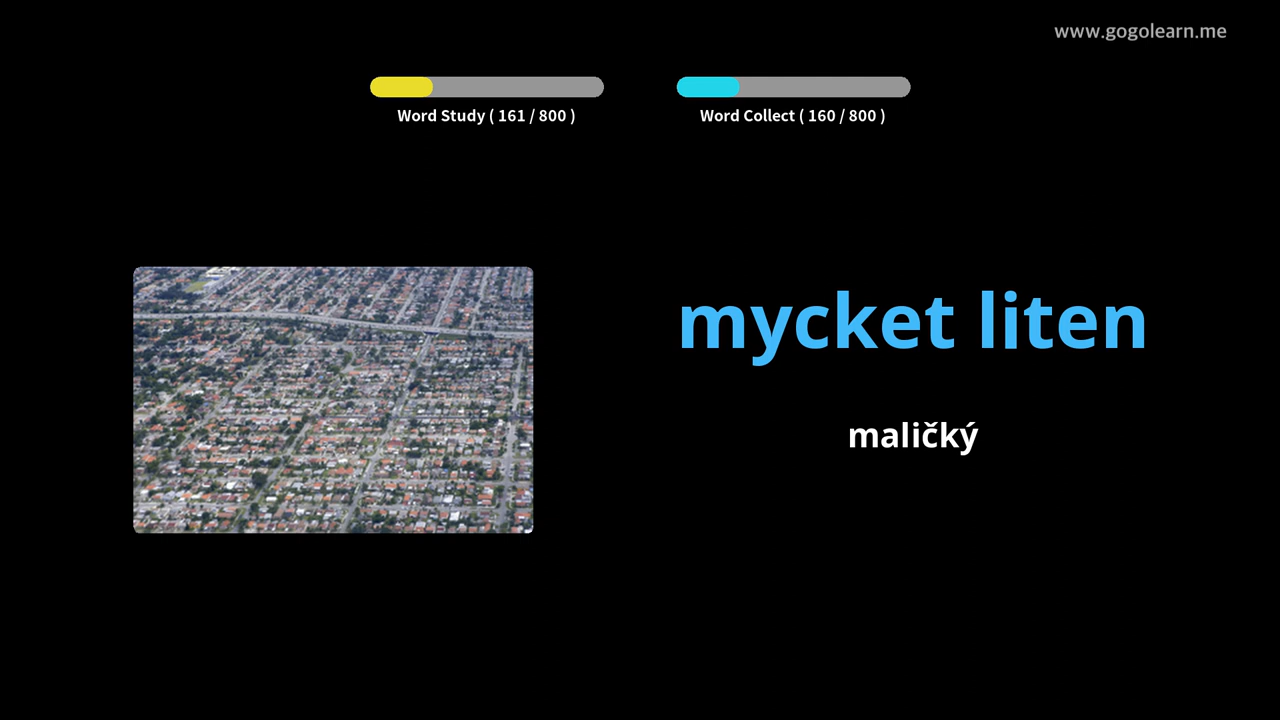 www.gogolearn.me
Word Study ( 161 / 800 )
Word Collect ( 160 / 800 )
mycket liten
maličký